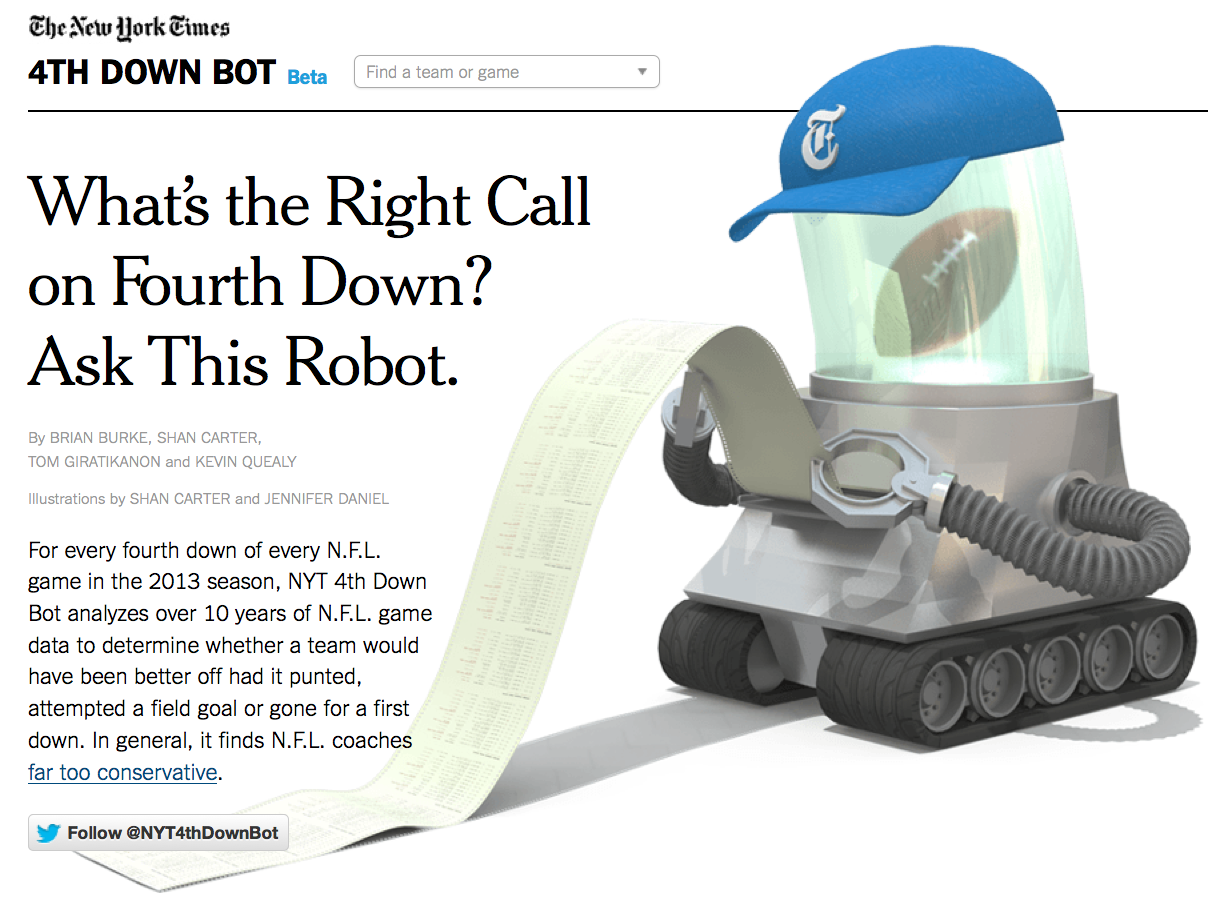 The New York Times
4TH DOWN BOT Beta
Find a team or game
T
What's the Right Call
on Fourth Down?
Ask This Robot.
By BRIAN BURKE, SHAN CARTER,
TOM GIRATIKANON and KEVIN QUEALY
Illustrations by SHAN CARTER and JENNIFER DANIEL
For every fourth down of every N.F.L.
game in the 2013 season, NYT 4th Down
Bot analyzes over 10 years of N.F.L. game
data to determine whether a team would
have been better off had it punted,
attempted a field goal or gone for a first
down. In general, it finds N.F.L. coaches
far too conservative.
Follow @NYT4thDownBot